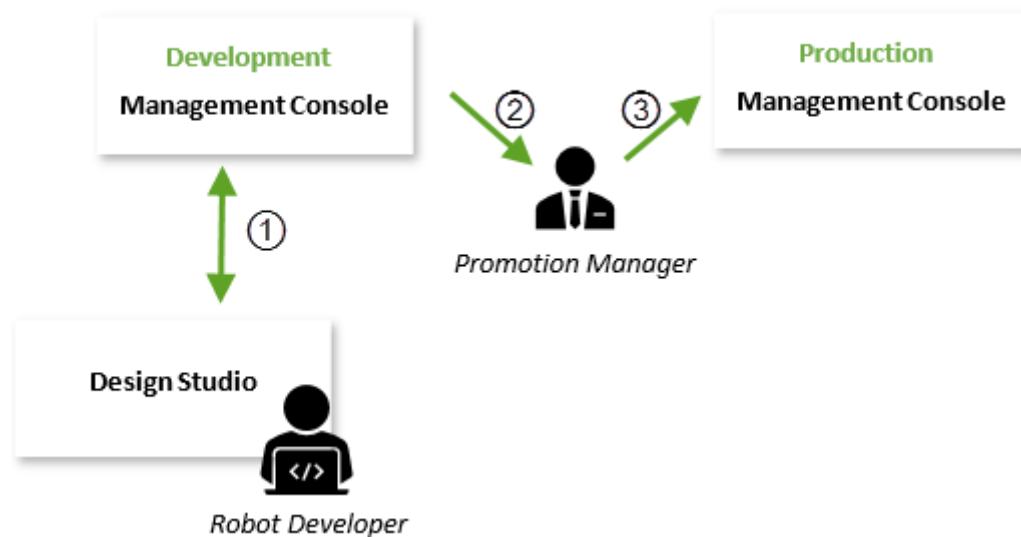 Development
Management Console
Production
Management Console
①
②
③
Promotion Manager
Design Studio
</>
Robot Developer